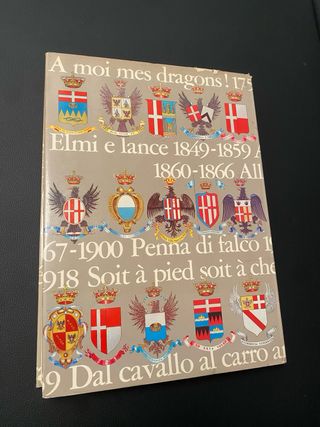 A moi mes dragons! 17
Elmi e lance 1849-1859 A
1860-1866 All
67-1900 Penna di falco 1
918 Soit à pied soit à che
9 Dal cavallo al carro a